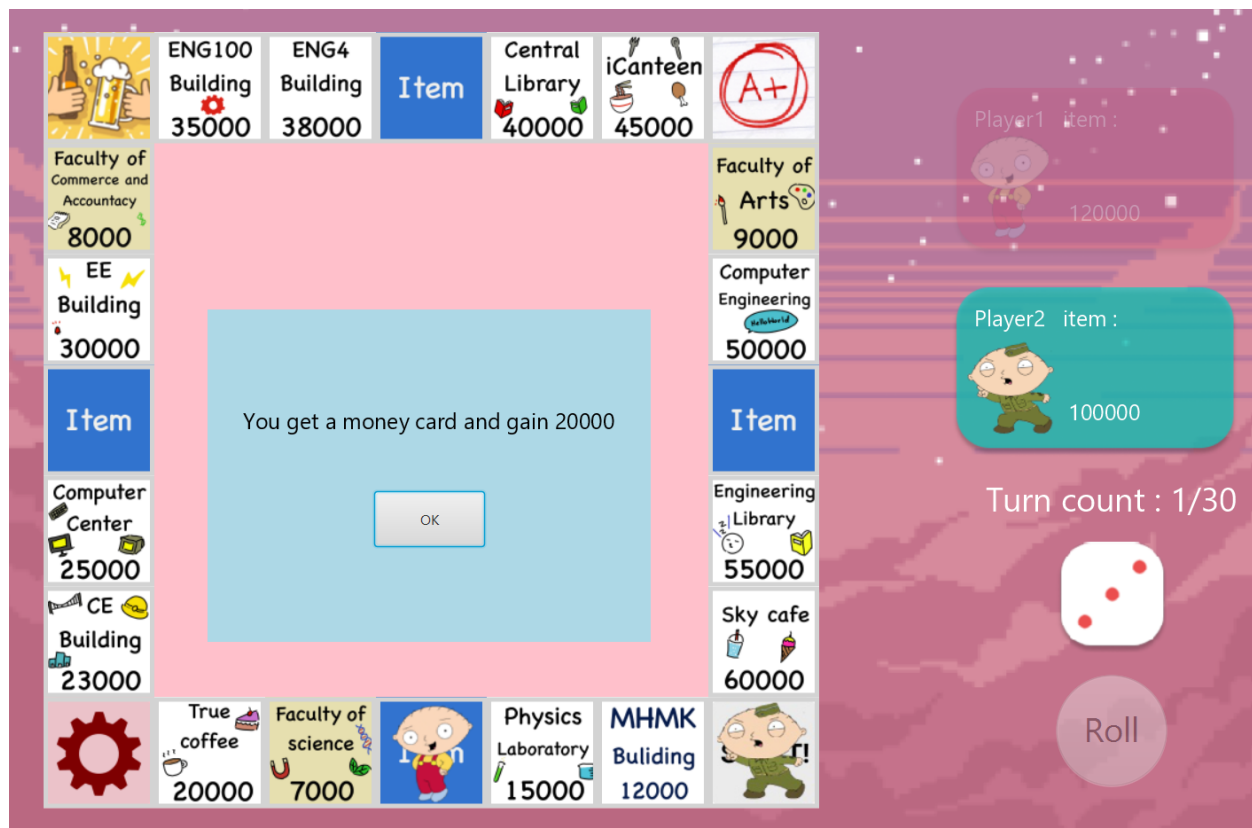 ENG100
Building
35000
ENG4
Building
38000
Item
Central
Library
40000
iCanteen
45000
A+
Faculty of
Commerce and
Accountacy
8000
EE
Building
30000
Item
Computer
Center
25000
CE
Building
23000
True
coffee
20000
Faculty of
science
7000
Physics
Laboratory
15000
MHMK
Buliding
12000
Faculty of
Arts
9000
Computer
Engineering
HelloWorld
50000
Item
Engineering
Library
55000
Sky cafe
60000
You get a money card and gain 20000
OK
Player1 item :
120000
Player2 item :
100000
Turn count : 1/30
Roll